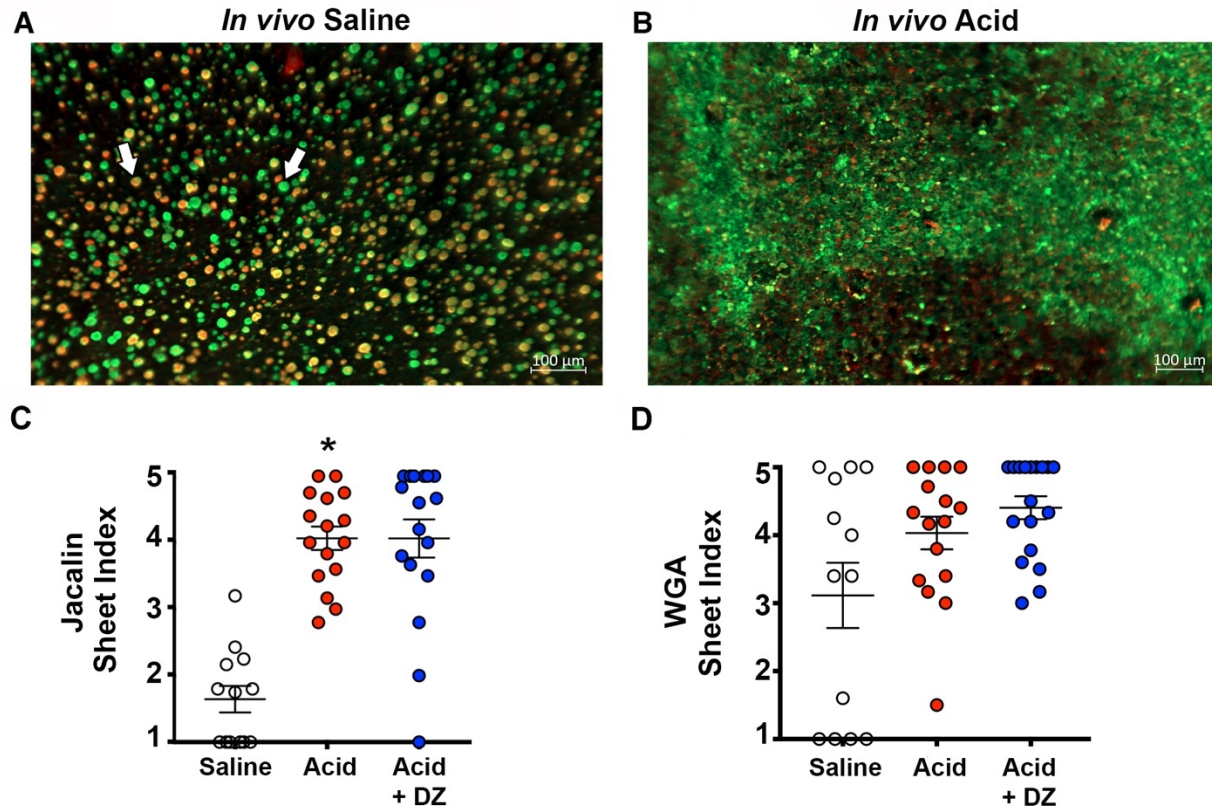 A
In vivo Saline
B
In vivo Acid
100 µm
100 µm
C
D
*
Jacalin
Sheet Index
5
4
3
2
1
Saline
Acid
Acid
+ DZ
WGA
Sheet Index
5
4
3
2
1
Saline
Acid
Acid
+ DZ